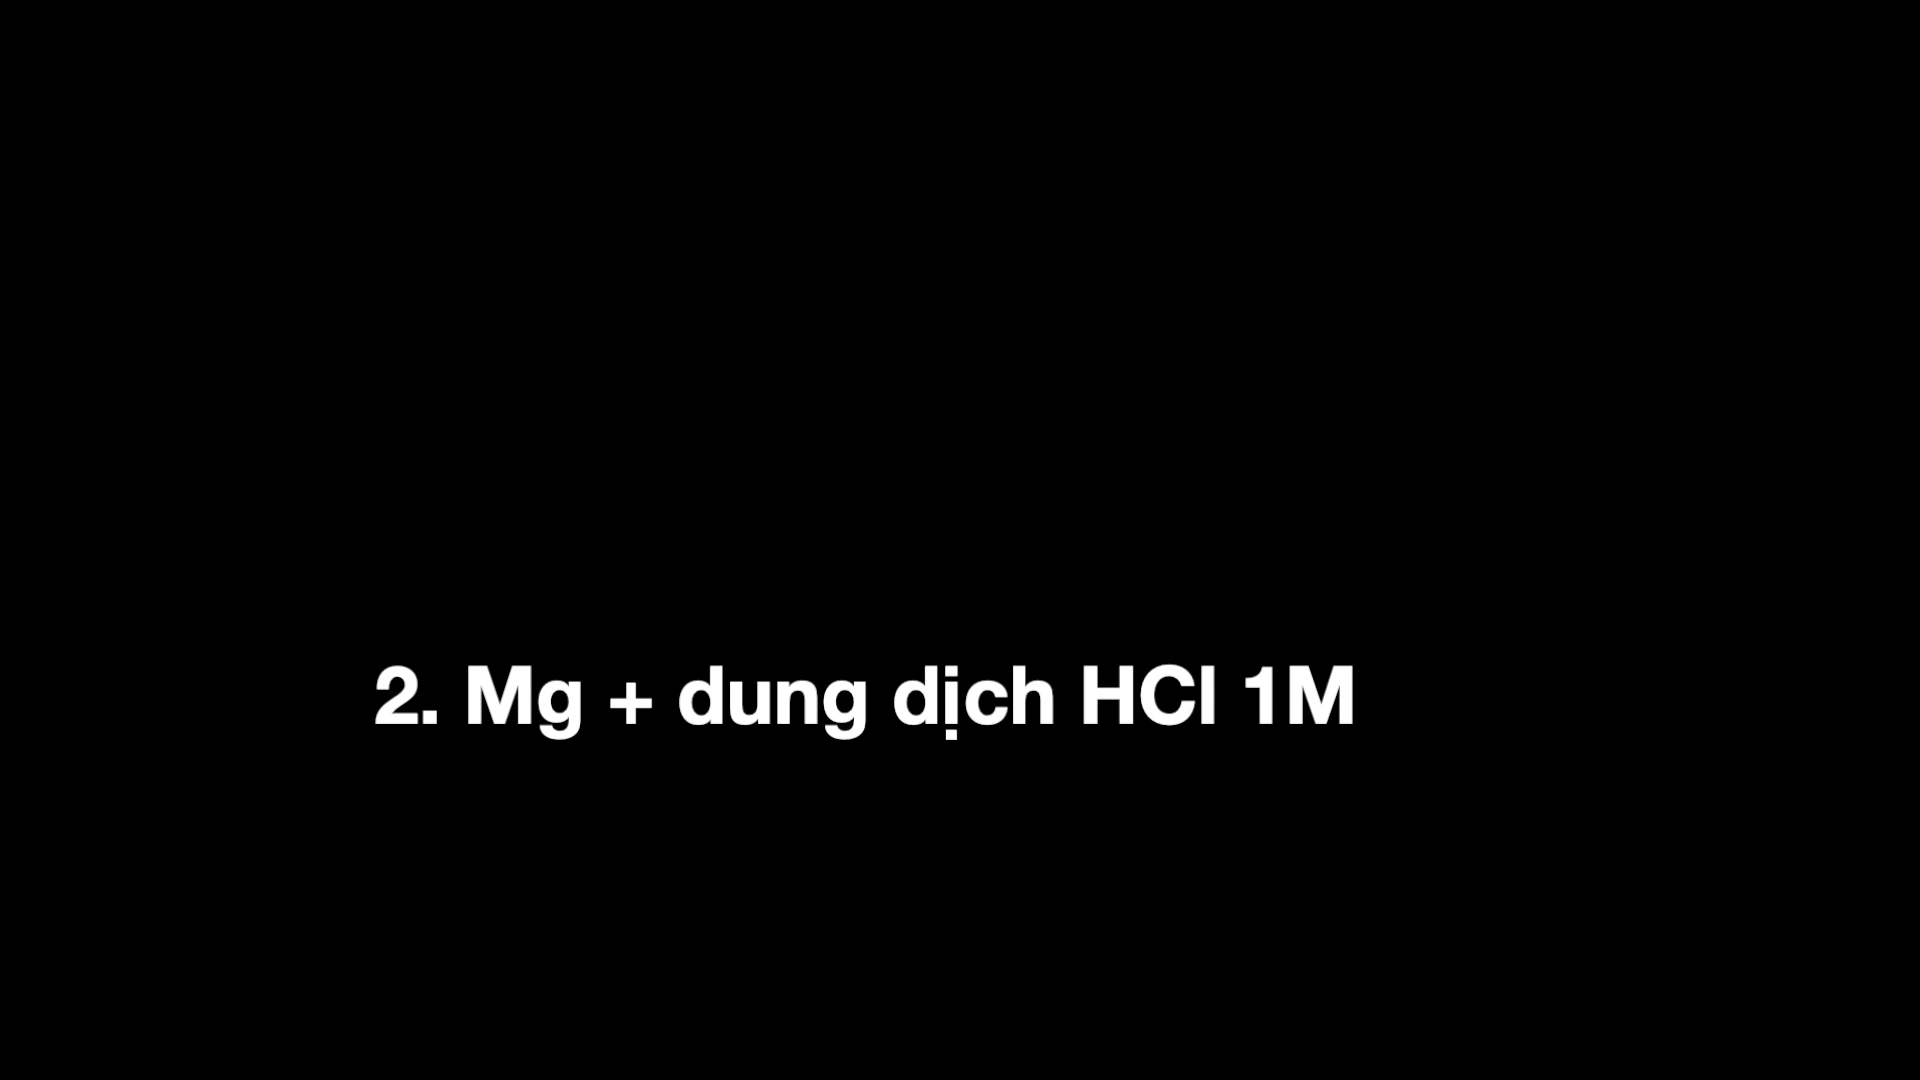 2. Mg + dung dịch HCl 1M